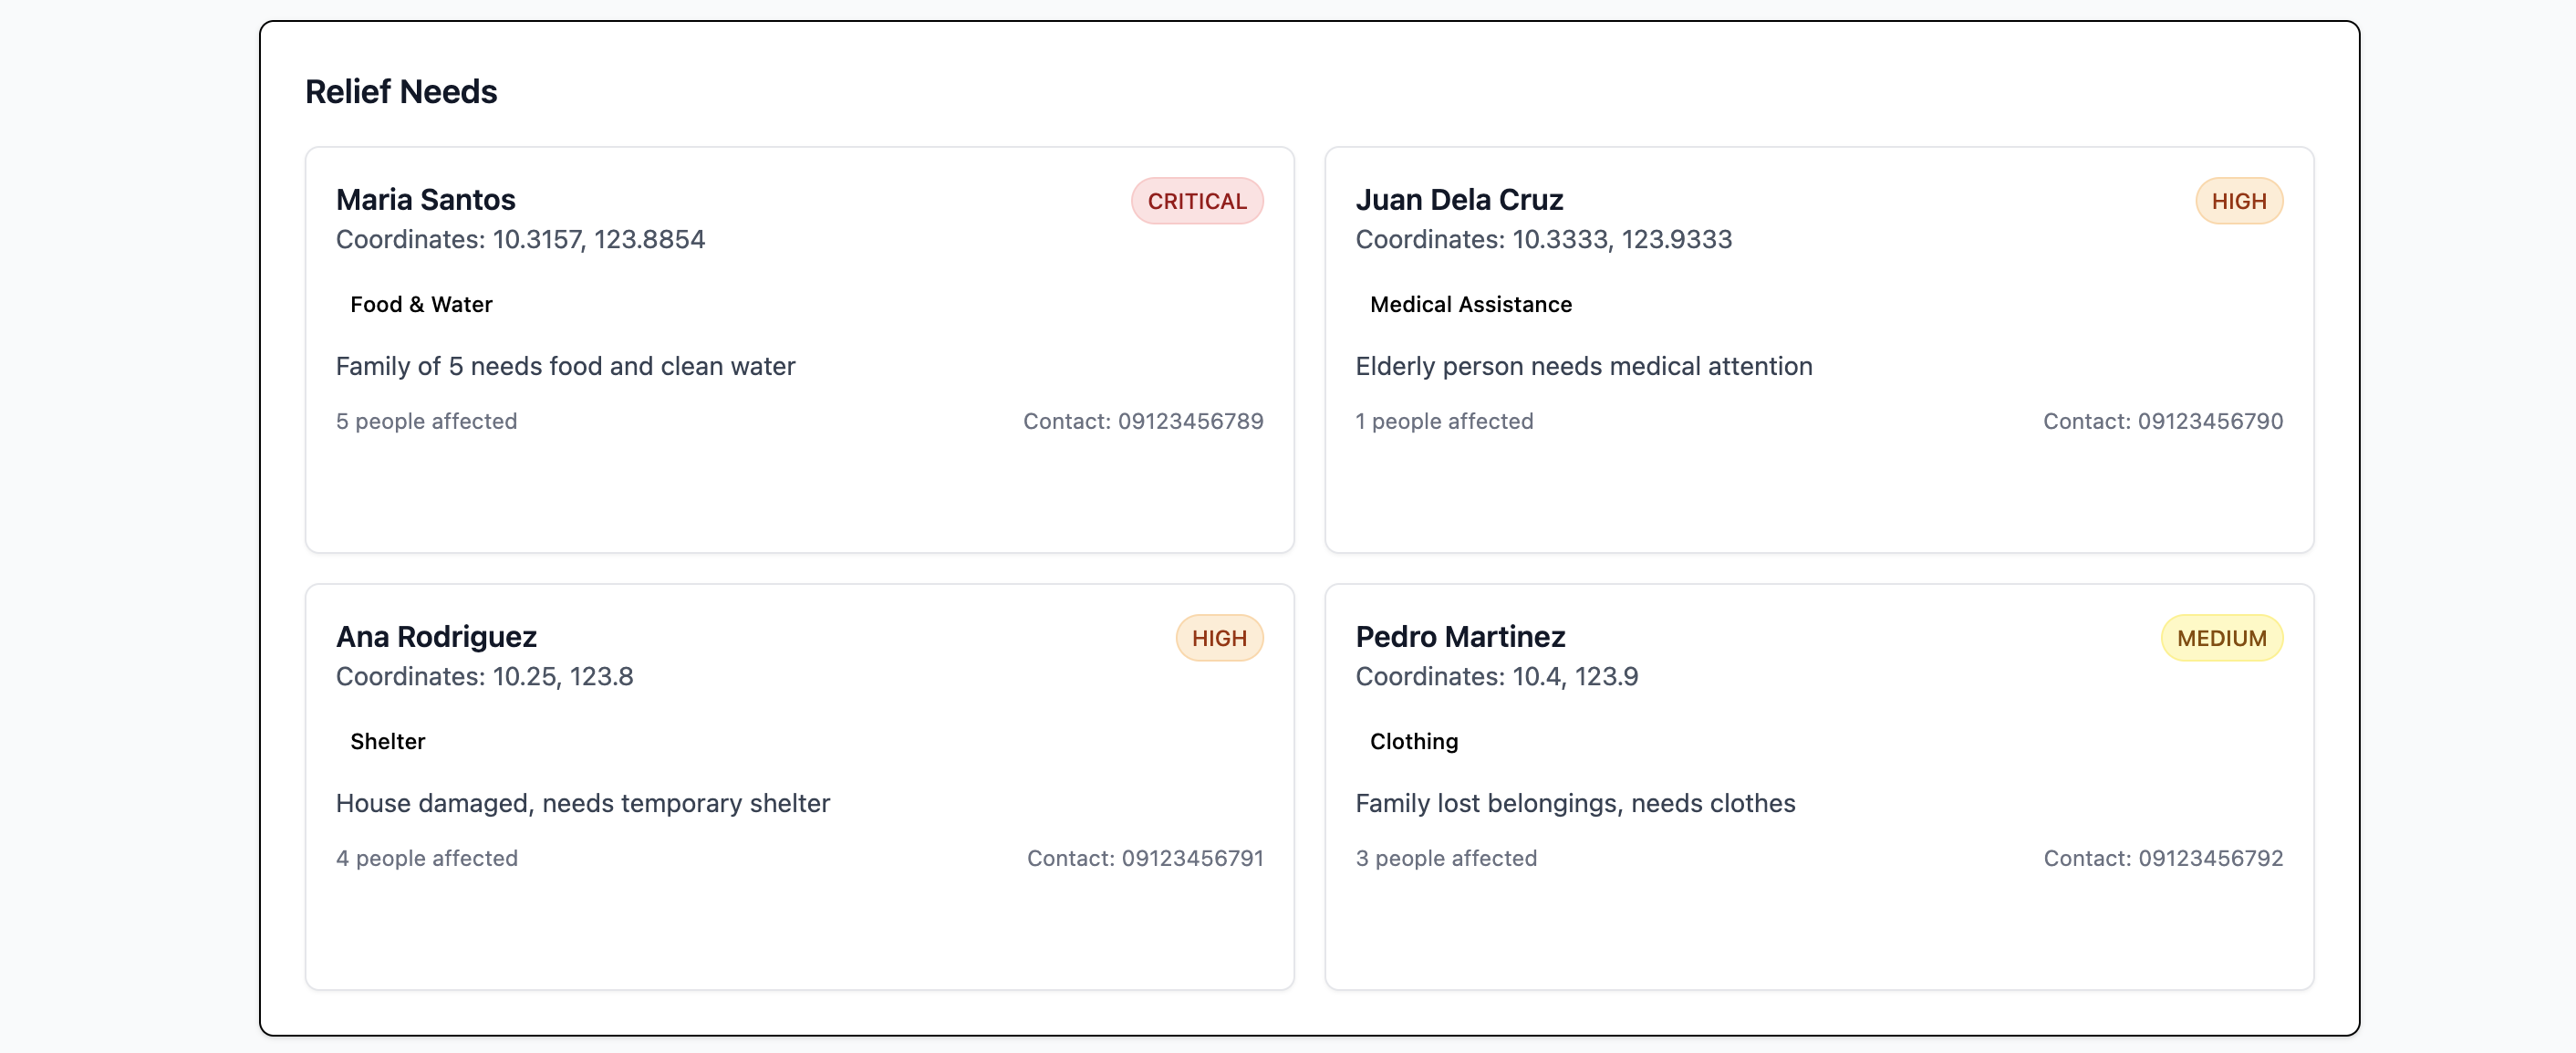 Relief Needs
Maria Santos
CRITICAL
Coordinates: 10.3157, 123.8854
Food & Water
Family of 5 needs food and clean water
5 people affected
Contact: 09123456789
Juan Dela Cruz
HIGH
Coordinates: 10.3333, 123.9333
Medical Assistance
Elderly person needs medical attention
1 people affected
Contact: 09123456790
Ana Rodriguez
HIGH
Coordinates: 10.25, 123.8
Shelter
House damaged, needs temporary shelter
4 people affected
Contact: 09123456791
Pedro Martinez
MEDIUM
Coordinates: 10.4, 123.9
Clothing
Family lost belongings, needs clothes
3 people affected
Contact: 09123456792